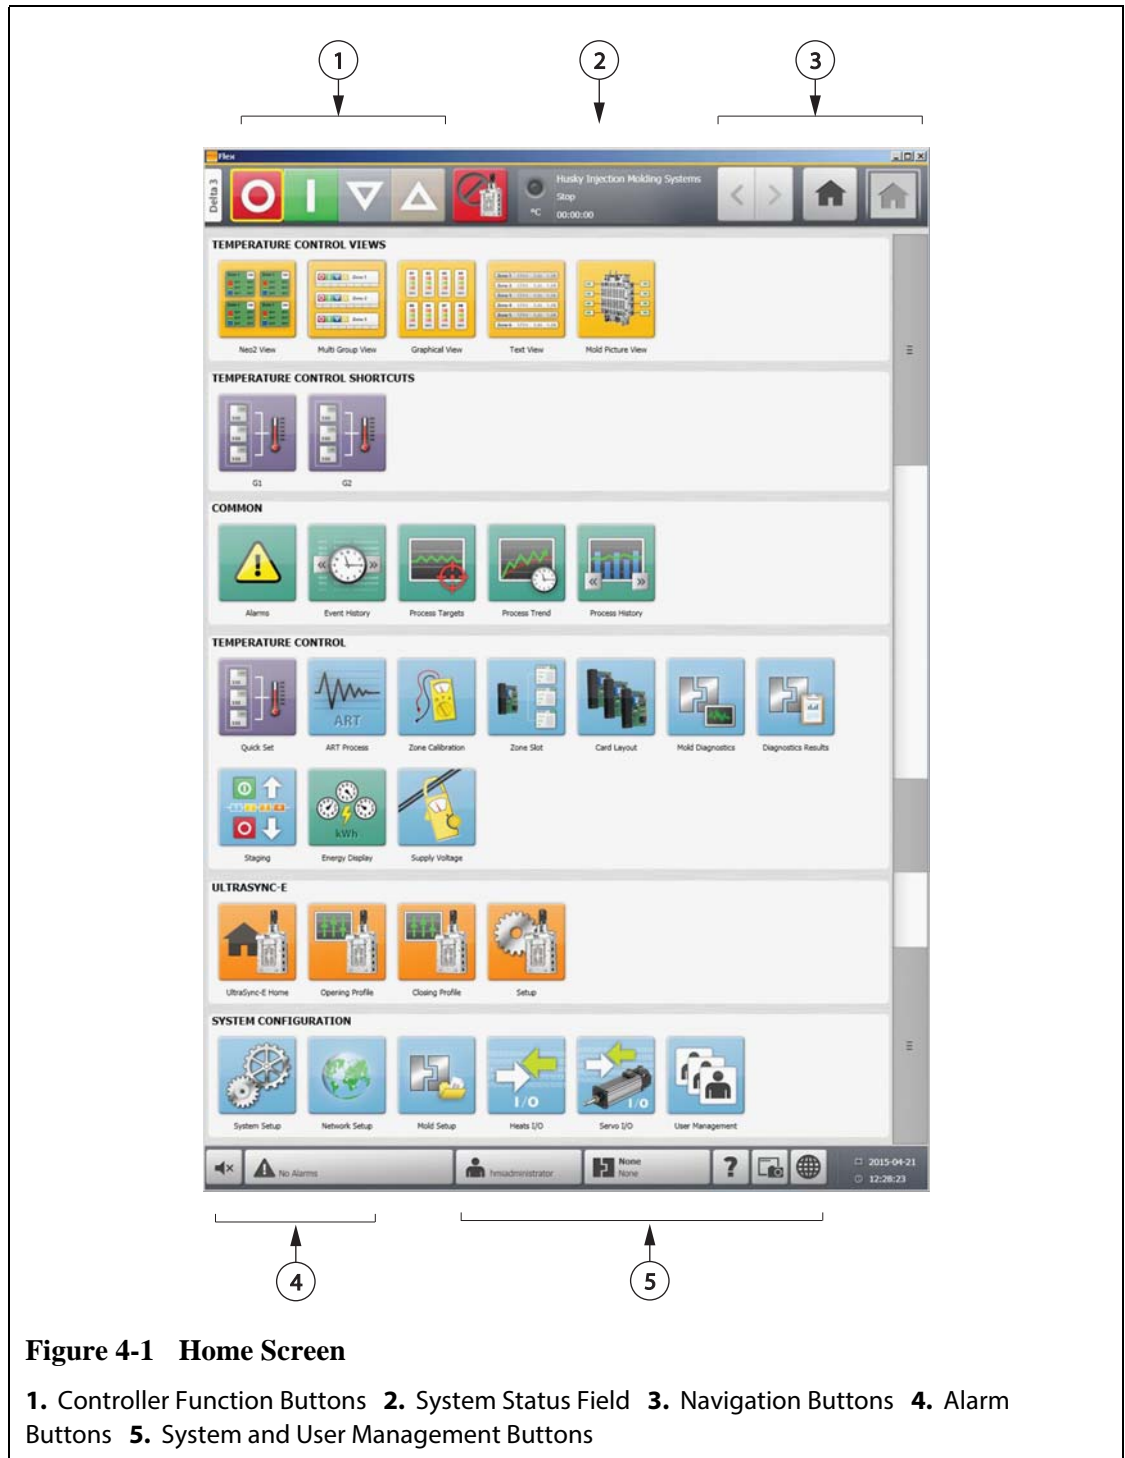 1
2
3
Flex
Delta 3
Husky Injection Molding Systems
Stop
°C 00:00:00
TEMPERATURE CONTROL VIEWS
Neo2 View Multi Group View Graphical View Text View Mold Picture View
TEMPERATURE CONTROL SHORTCUTS
G1 G2
COMMON
Alarms Event History Process Targets Process Trend Process History
TEMPERATURE CONTROL
ART
Quick Set ART Process Zone Calibration Zone Slot Card Layout Mold Diagnostics Diagnostics Results
kWh
Staging Energy Display Supply Voltage
ULTRASYNC-E
UltraSync-E Home Opening Profile Closing Profile Setup
SYSTEM CONFIGURATION
I/O I/O
System Setup Network Setup Mold Setup Heats I/O Servo I/O User Management
No Alarms hmsadministrator None ? 2015-04-21
None 12:28:23
4
5
Figure 4-1 Home Screen
1. Controller Function Buttons 2. System Status Field 3. Navigation Buttons 4. Alarm
Buttons 5. System and User Management Buttons